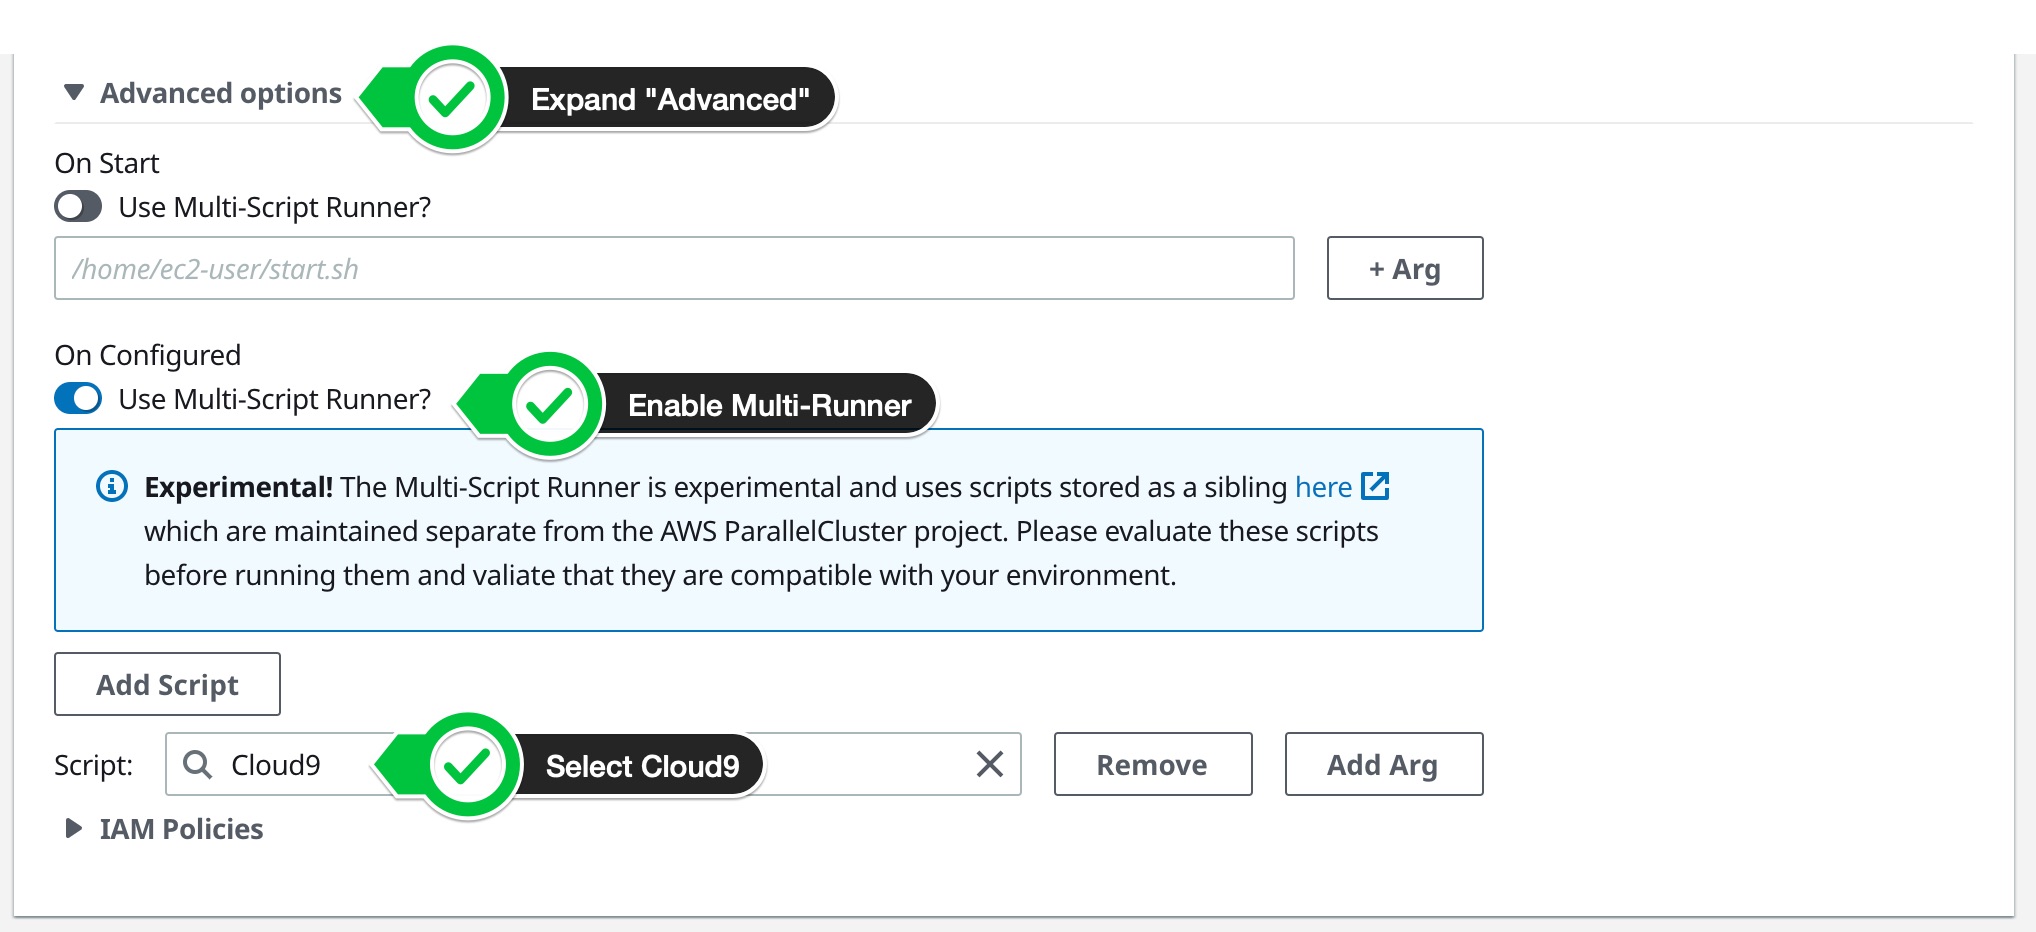 Advanced options
Expand "Advanced"
On Start
Use Multi-Script Runner?
/home/ec2-user/start.sh
+ Arg
On Configured
Use Multi-Script Runner?
Enable Multi-Runner
Experimental! The Multi-Script Runner is experimental and uses scripts stored as a sibling here
which are maintained separate from the AWS ParallelCluster project. Please evaluate these scripts
before running them and valiate that they are compatible with your environment.
Add Script
Script:
Cloud9
Select Cloud9
Remove
Add Arg
IAM Policies